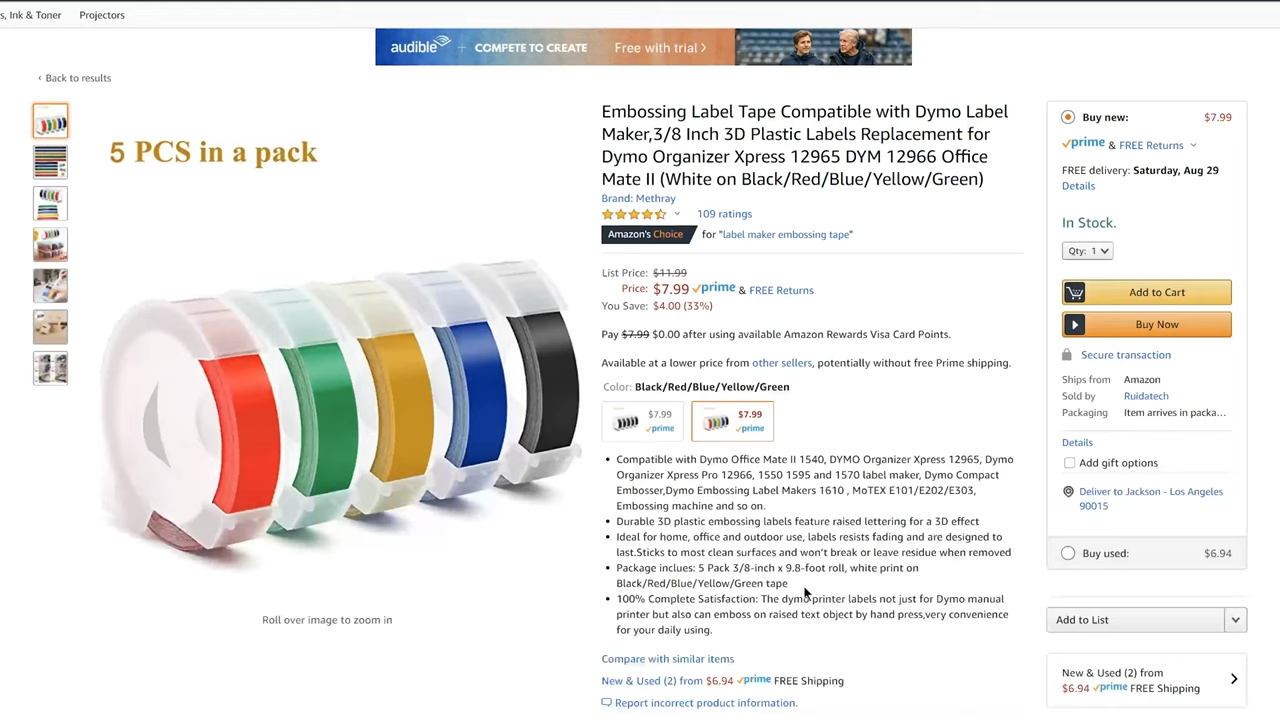 s, Ink & Toner Projectors
audible + COMPETE TO CREATE Free with trial >
‹ Back to results
5 PCS in a pack
Roll over image to zoom in
Embossing Label Tape Compatible with Dymo Label
Maker,3/8 Inch 3D Plastic Labels Replacement for
Dymo Organizer Xpress 12965 DYM 12966 Office
Mate II (White on Black/Red/Blue/Yellow/Green)
Brand: Methray
109 ratings
Amazon's Choice for "label maker embossing tape"
List Price: $11.99
Price: $7.99 prime & FREE Returns
You Save: $4.00 (33%)
Pay $7.99 $0.00 after using available Amazon Rewards Visa Card Points.
Available at a lower price from other sellers, potentially without free Prime shipping.
Color: Black/Red/Blue/Yellow/Green
$7.99 prime $7.99 prime
• Compatible with Dymo Office Mate II 1540, DYMO Organizer Xpress 12965, Dymo
Organizer Xpress Pro 12966, 1550 1595 and 1570 label maker, Dymo Compact
Embosser,Dymo Embossing Label Makers 1610 , MoTEX E101/E202/E303,
Embossing machine and so on.
• Durable 3D plastic embossing labels feature raised lettering for a 3D effect
• Ideal for home, office and outdoor use, labels resists fading and are designed to
last.Sticks to most clean surfaces and won't break or leave residue when removed
• Package inclues: 5 Pack 3/8-inch x 9.8-foot roll, white print on
Black/Red/Blue/Yellow/Green tape
• 100% Complete Satisfaction: The dymo printer labels not just for Dymo manual
printer but also can emboss on raised text object by hand press,very convenience
for your daily using.
Compare with similar items
New & Used (2) from $6.94 prime FREE Shipping
Report incorrect product information.
Buy new: $7.99
prime & FREE Returns
FREE delivery: Saturday, Aug 29
Details
In Stock.
Qty: 1
Add to Cart
Buy Now
Secure transaction
Ships from Amazon
Sold by Ruidatech
Packaging Item arrives in packa…
Details
Add gift options
Deliver to Jackson - Los Angeles
90015
Buy used: $6.94
Add to List
New & Used (2) from
$6.94 prime FREE Shipping